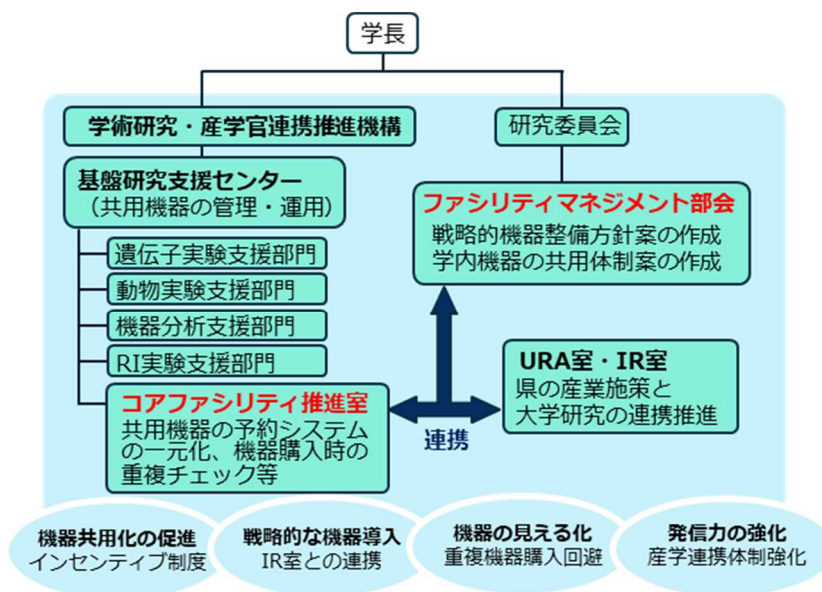 学長
学術研究・産学官連携推進機構
研究委員会
基盤研究支援センター
（共用機器の管理・運用）
ファシリティマネジメント部会
戦略的機器整備方針案の作成
学内機器の共用体制案の作成
遺伝子実験支援部門
動物実験支援部門
機器分析支援部門
RI実験支援部門
URA室・IR室
県の産業施策と
大学研究の連携推進
コアファシリティ推進室
共用機器の予約システム
の一元化、機器購入時の
重複チェック等
連携
機器共用化の促進
インセンティブ制度
戦略的な機器導入
IR室との連携
機器の見える化
重複機器購入回避
発信力の強化
産学連携体制強化